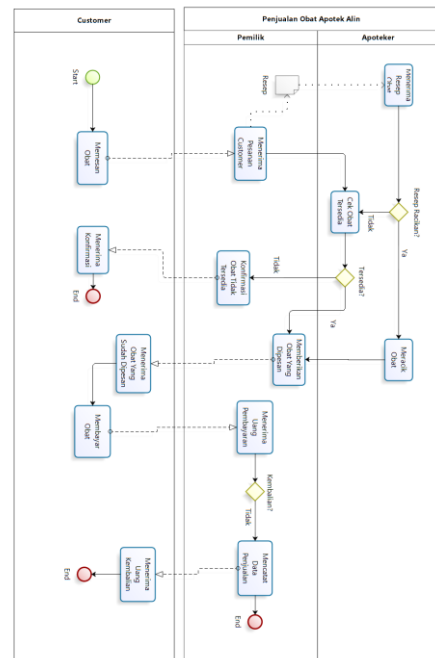 Customer
Penjualan Obat Apotek Alin
Pemilik
Apoteker
Start
Memesan
Obat
Menerima
Pesanan
Customer
Resep
Menerima
Resep
Obat
Resep Racikan?
Tidak
Ya
Cek Obat
Tersedia
Tersedia?
Tidak
Ya
Konfirmasi
Obat Tidak
Tersedia
Menerima
Konfirmasi
End
Meracik
Obat
Memberikan
Obat Yang
Dipesan
Menerima
Obat Yang
Sudah Dipesan
Membayar
Obat
Menerima
Uang
Pembayaran
Kembalian?
Tidak
Mencatat
Data
Penjualan
End
Menerima
Uang
Kembalian
End